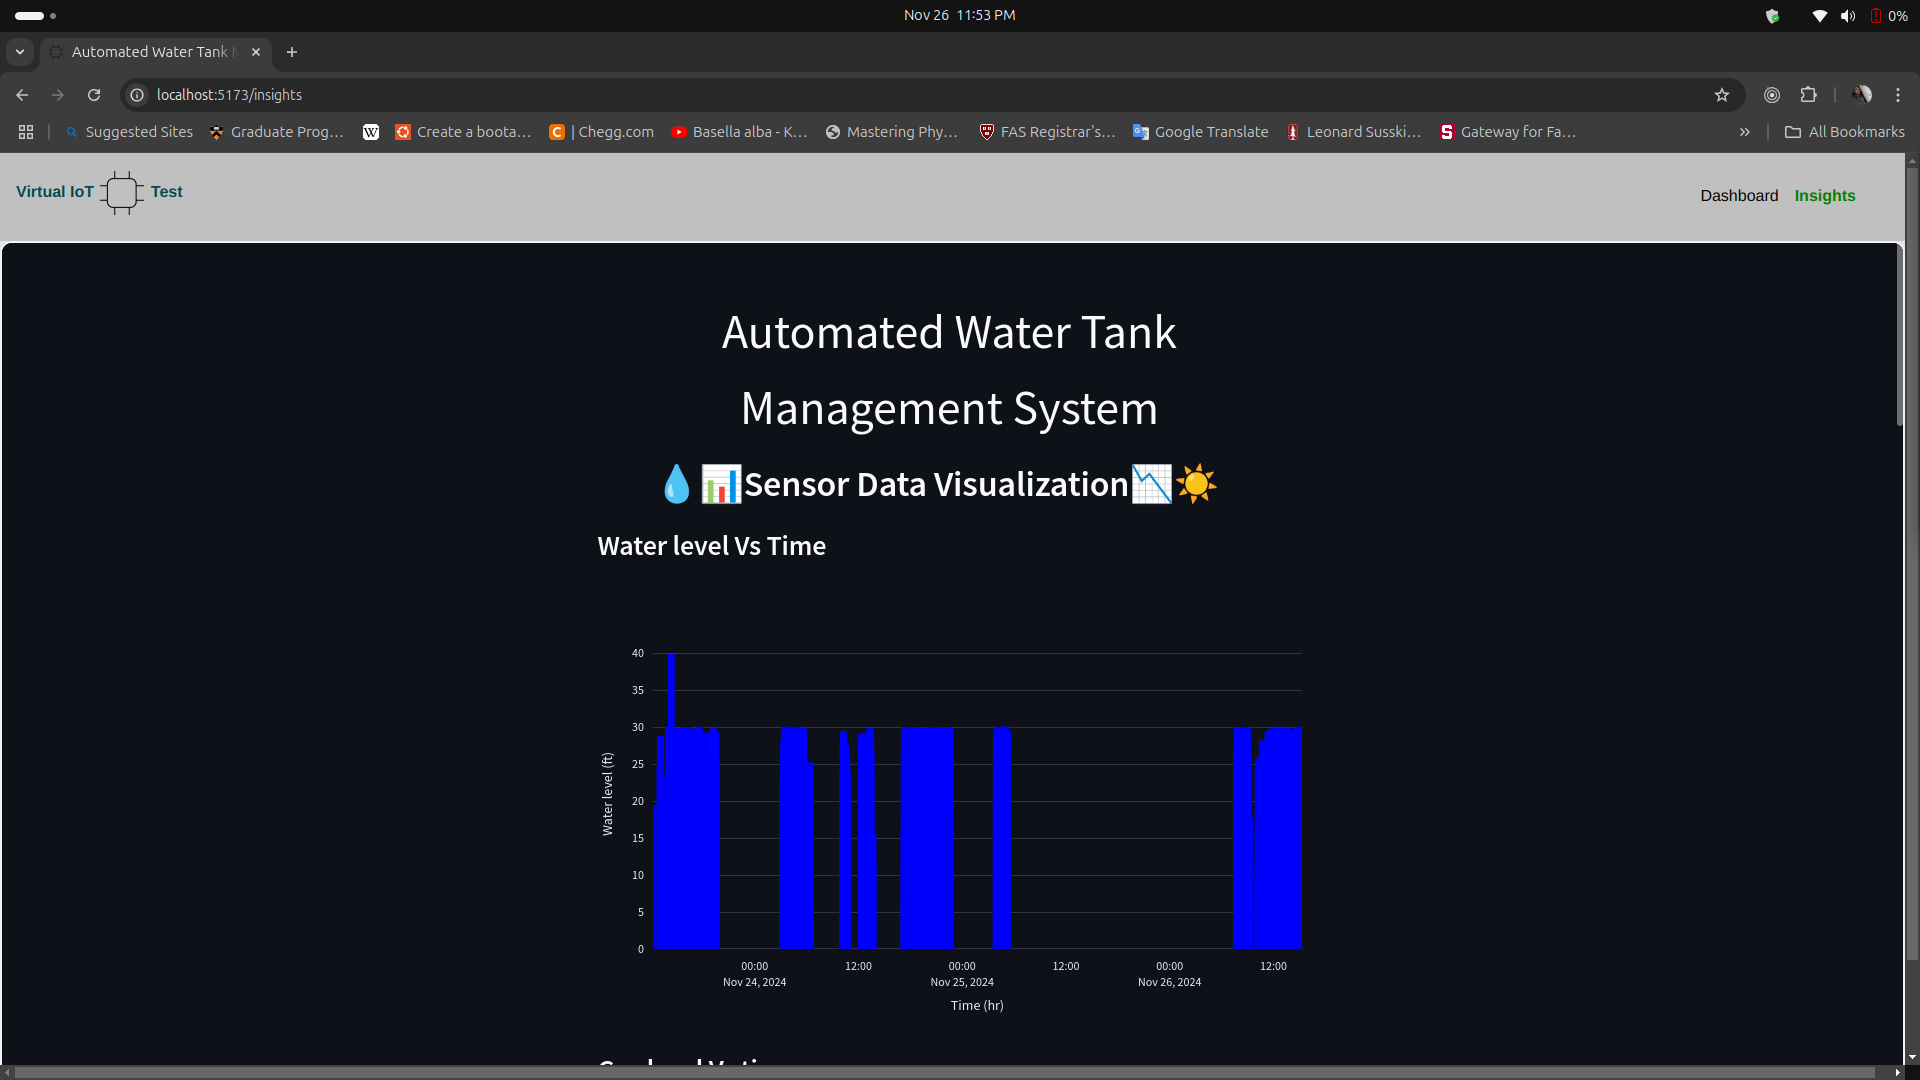 Nov 26 11:53 PM
0%
Automated Water Tank
localhost:5173/insights
Suggested Sites
Graduate Prog...
W
Create a boota...
| Chegg.com
Basella alba - K...
Mastering Phy...
FAS Registrar's...
Google Translate
Leonard Susski...
Gateway for Fa...
All Bookmarks
Virtual IoT Test
Dashboard
Insights
Automated Water Tank
Management System
Sensor Data Visualization
Water level Vs Time
40
35
30
25
20
15
10
5
0
Water level (ft)
00:00
12:00
00:00
12:00
00:00
12:00
Nov 24, 2024
Nov 25, 2024
Nov 26, 2024
Time (hr)